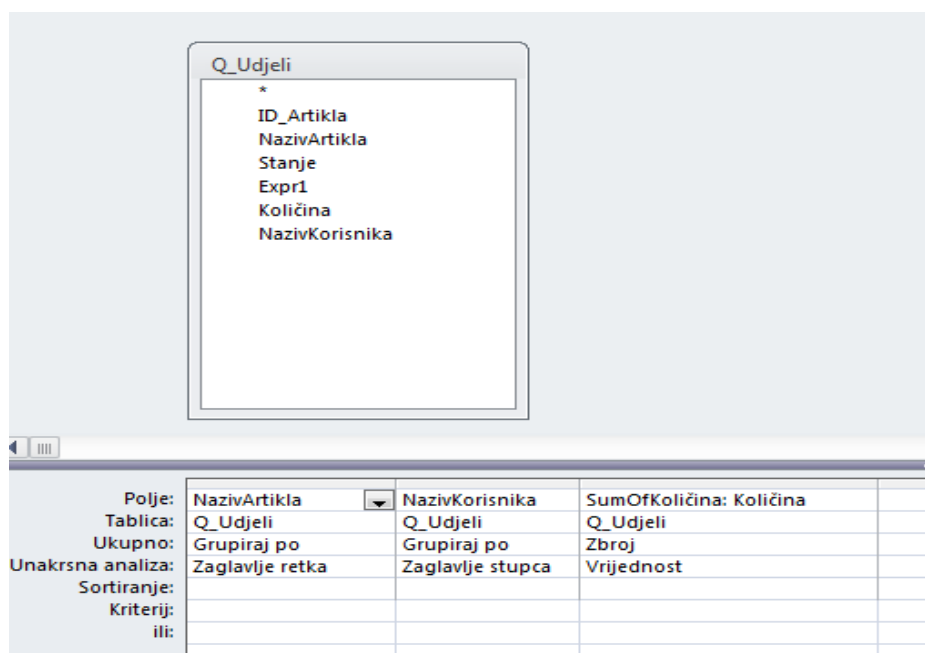 Q_Udjeli
*
ID_Artikla
NazivArtikla
Stanje
Expr1
Količina
NazivKorisnika
Polje: NazivArtikla NazivKorisnika SumOfKoličina: Količina
Tablica: Q_Udjeli Q_Udjeli Q_Udjeli
Ukupno: Grupiraj po Grupiraj po Zbroj
Unakrsna analiza: Zaglavlje retka Zaglavlje stupca Vrijednost
Sortiranje:
Kriterij:
ili: